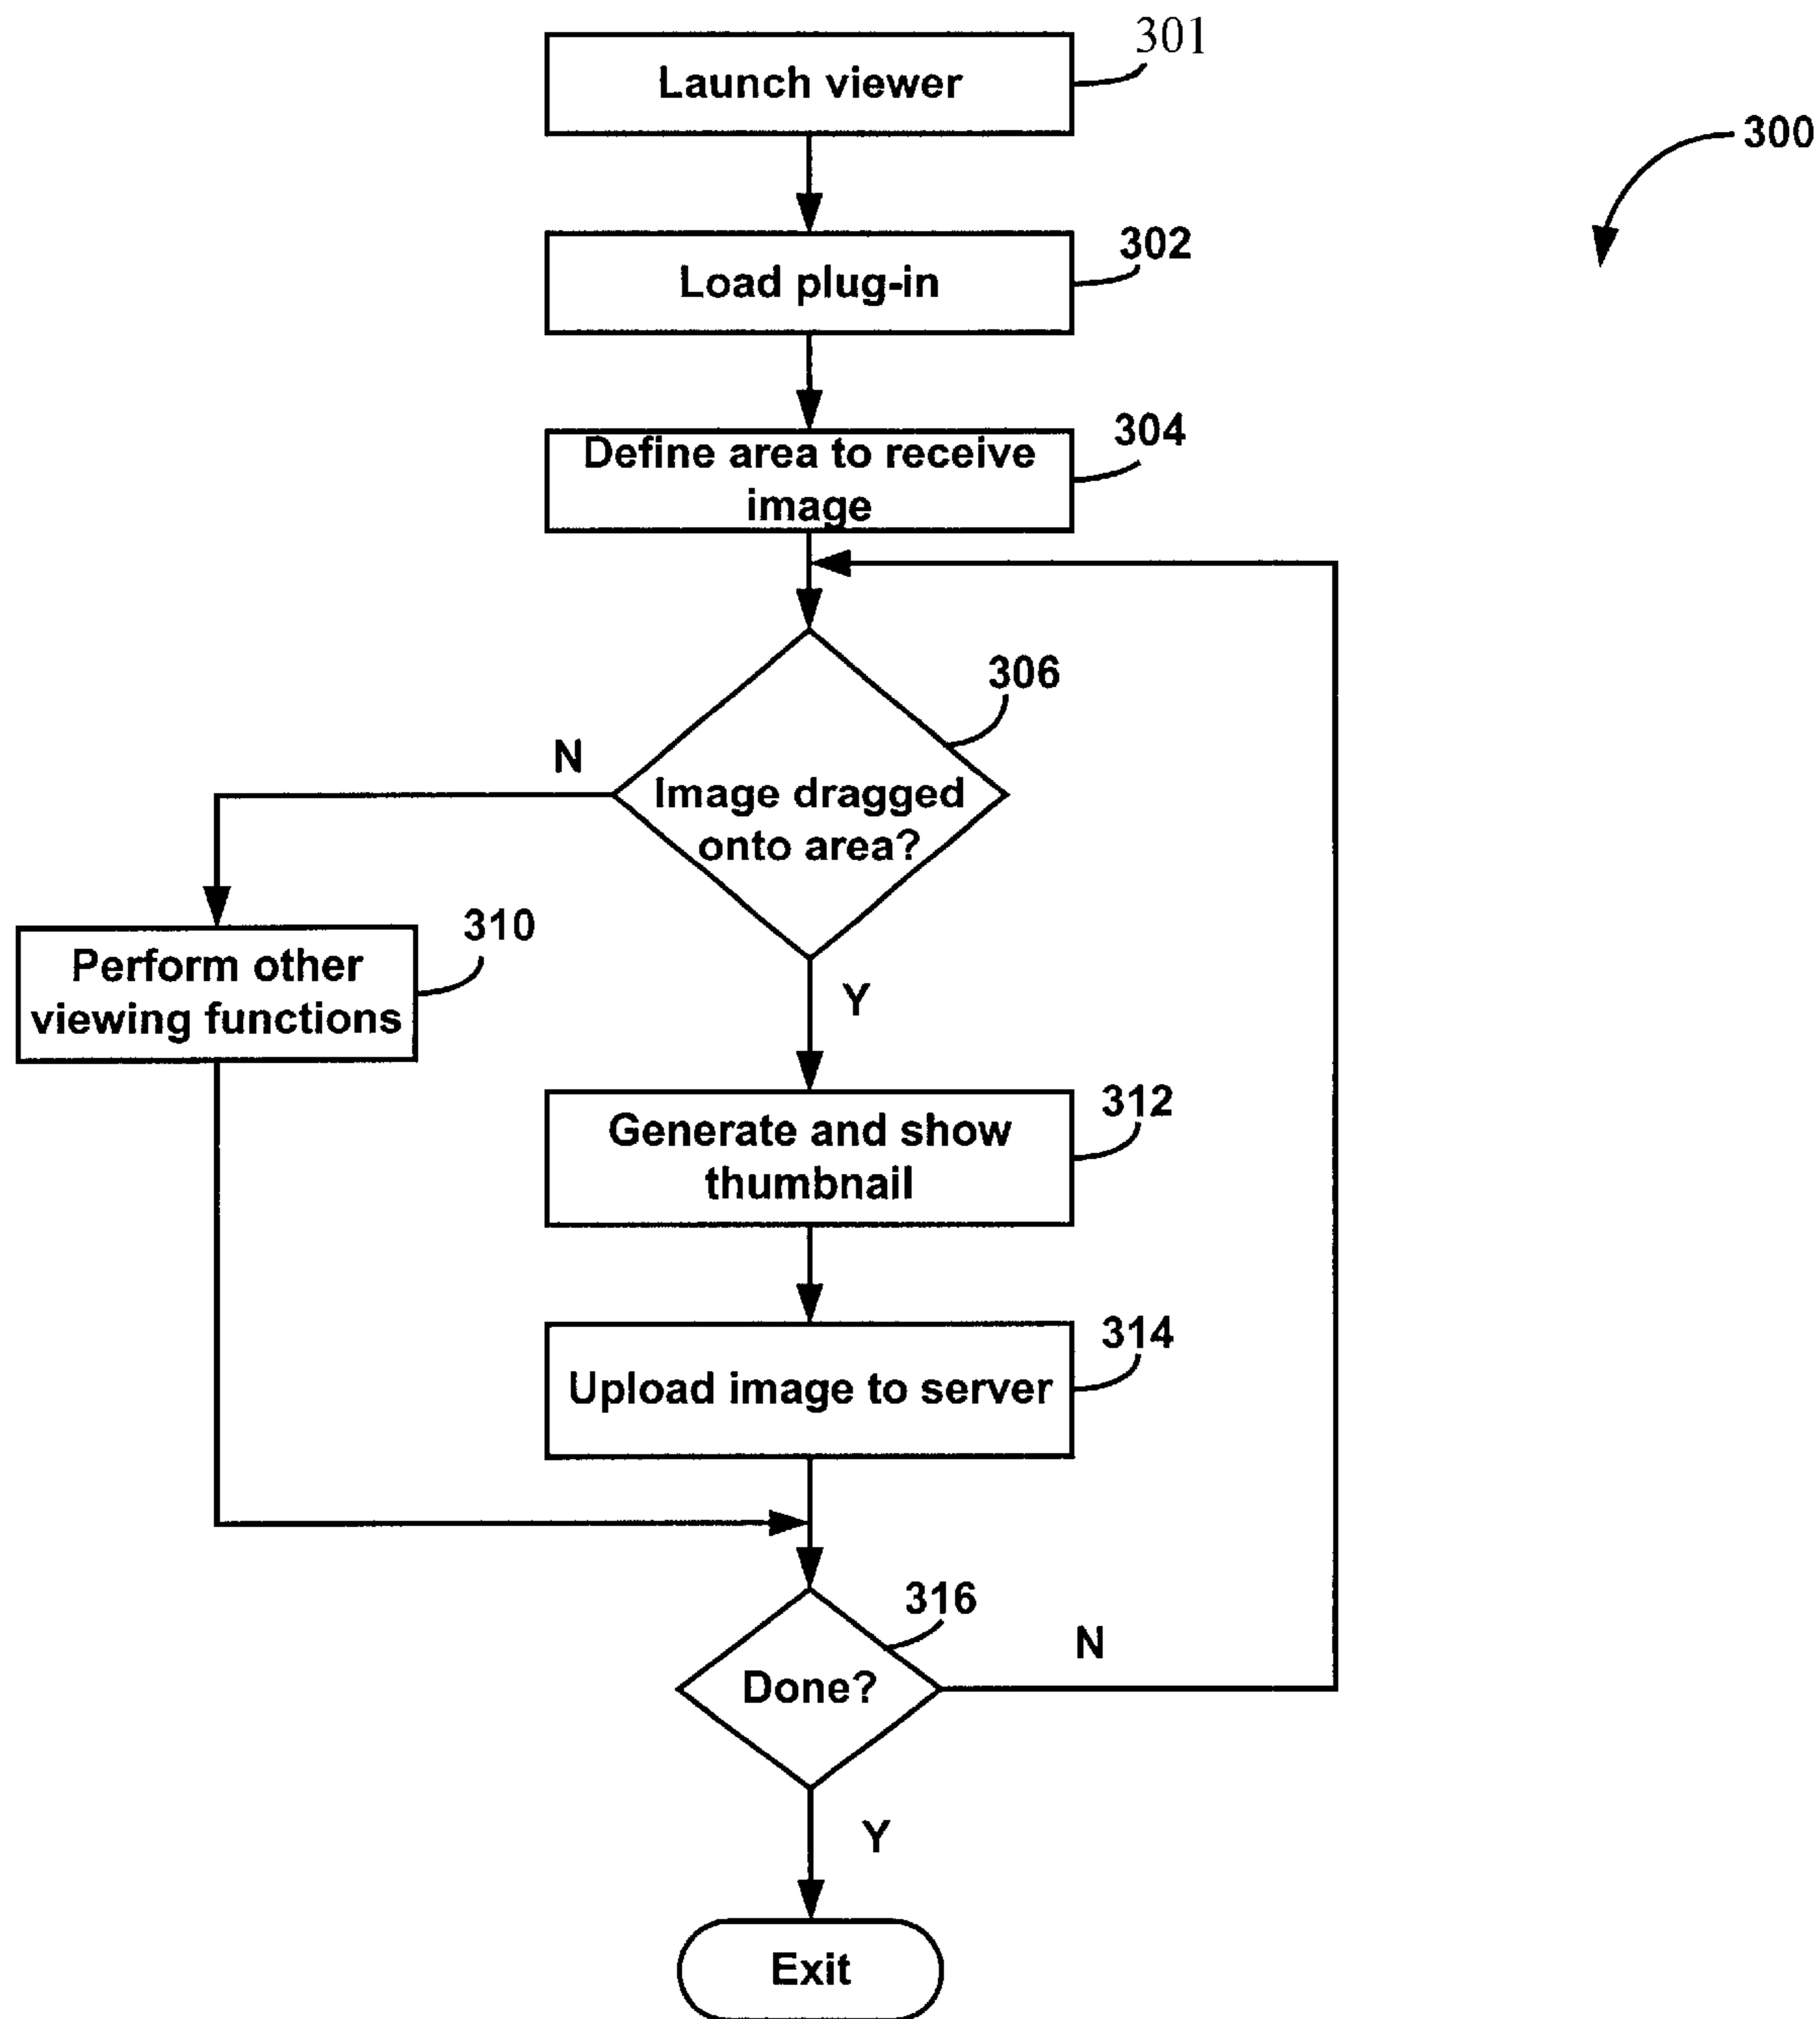 301
Launch viewer
300
302
Load plug-in
304
Define area to receive
image
306
N
Image dragged
onto area?
310
Perform other
viewing functions
Y
312
Generate and show
thumbnail
314
Upload image to server
316
N
Done?
Y
Exit